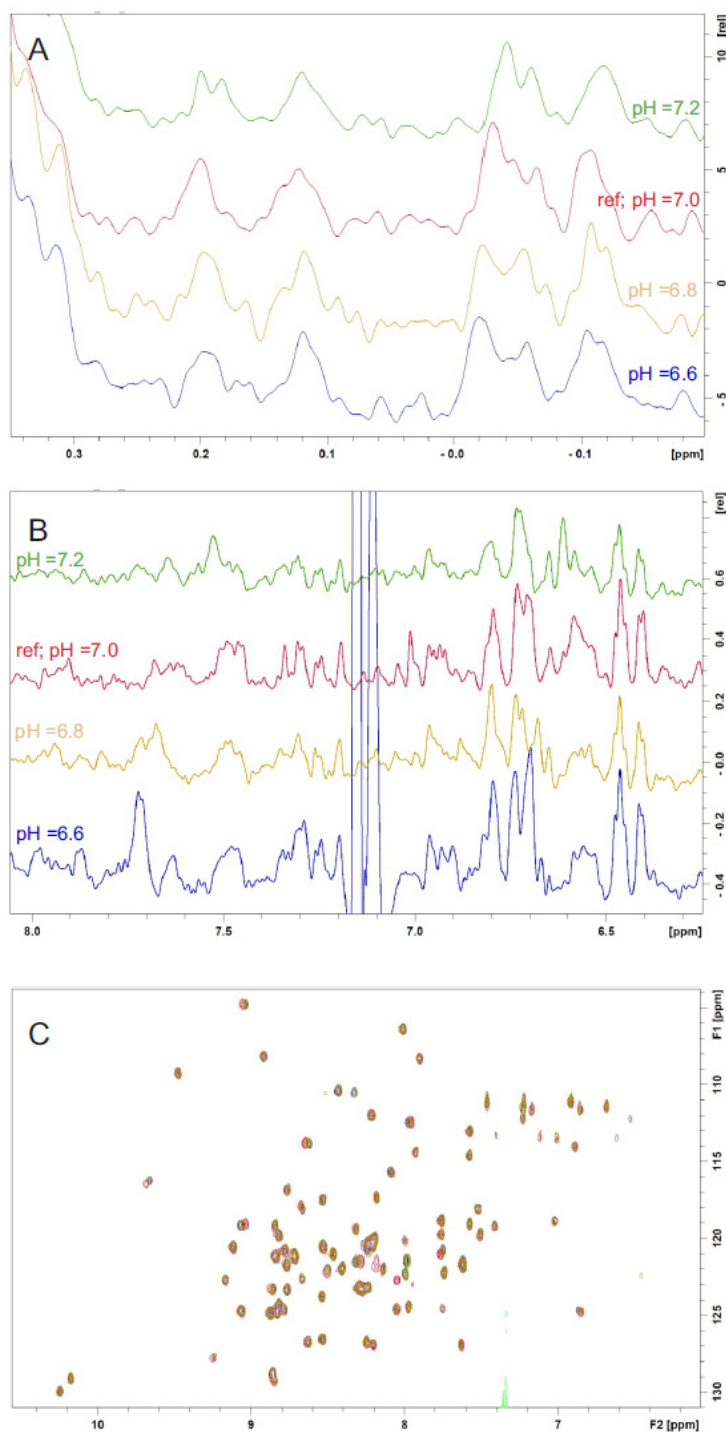 A
[rel]
10
pH =7.2
5
ref; pH =7.0
0
pH =6.8
pH =6.6
- 5
0.3 0.2 0.1 - 0.0 - 0.1 [ppm]
B
[rel]
pH =7.2
0.6
ref; pH =7.0
0.4
0.2
pH =6.8
- 0.0
pH =6.6
- 0.2
- 0.4
8.0 7.5 7.0 6.5 [ppm]
C
F1 [ppm]
110
115
120
125
130
10 9 8 7 F2 [ppm]